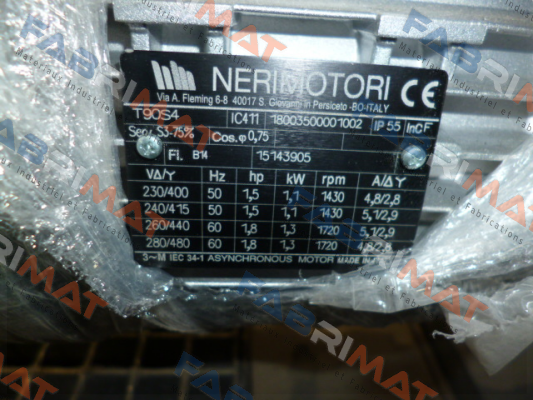 NERIMOTORI CE
Via A. Fleming 6-8 40017 S. Giovanni in Persiceto -BO-ITALY
T90S4 IC411 18003500001002 IP 55 InCF
Serv. S3-75% Cos.φ 0,75
Fl. B14 15143905
V∆/Y Hz hp kW rpm A/∆ Y
230/400 50 1,5 1,1 1430 4,8/2,8
240/415 50 1,5 1,1 1430 5,1/2,9
260/440 60 1,8 1,3 1720 5,1/2,9
280/480 60 1,8 1,3 1720 4,8/2,8
3~M IEC 34-1 ASYNCHRONOUS MOTOR MADE IN
FABRIMAT